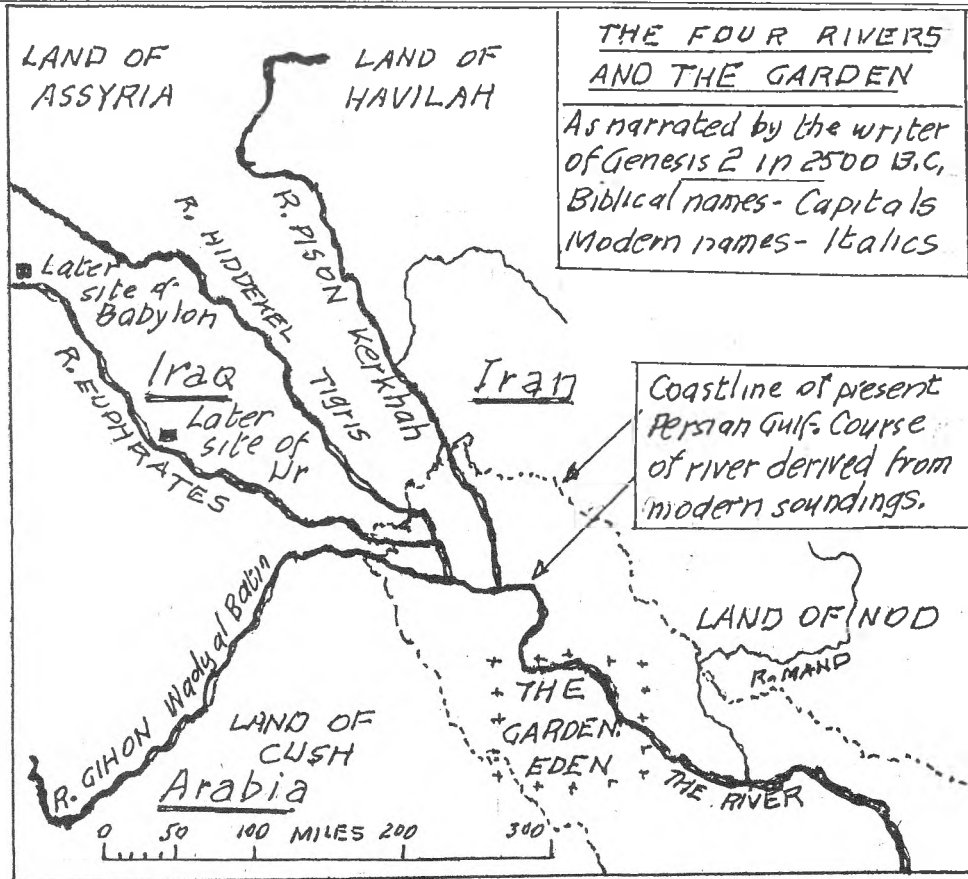 THE FOUR RIVERS
AND THE GARDEN
As narrated by the writer
of Genesis 2 in 2500 B.C.
Biblical names- Capitals
Modern names- Italics
LAND OF
ASSYRIA
LAND OF
HAVILAH
R. PISON
Kerkhah
R. HIDDEKEL
Tigris
Later
site of
Babylon
Iraq
R. EUPHRATES
Later
site of
Ur
Iran
Coastline of present
Persian Gulf. Course
of river derived from
modern soundings.
LAND OF NOD
R. MAND
R. GIHON Wady al Batin
LAND OF
CUSH
Arabia
THE
GARDEN
EDEN
THE RIVER
0 50 100 MILES 200 300